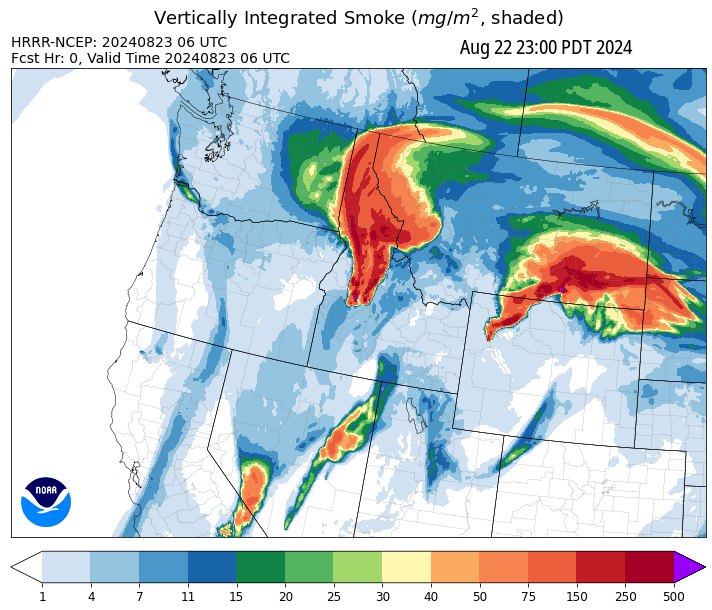 Vertically Integrated Smoke (mg/m², shaded)
HRRR-NCEP: 20240823 06 UTC
Aug 22 23:00 PDT 2024
Fcst Hr: 0, Valid Time 20240823 06 UTC
NOAA
1 4 7 11 15 20 25 30 40 50 75 150 250 500